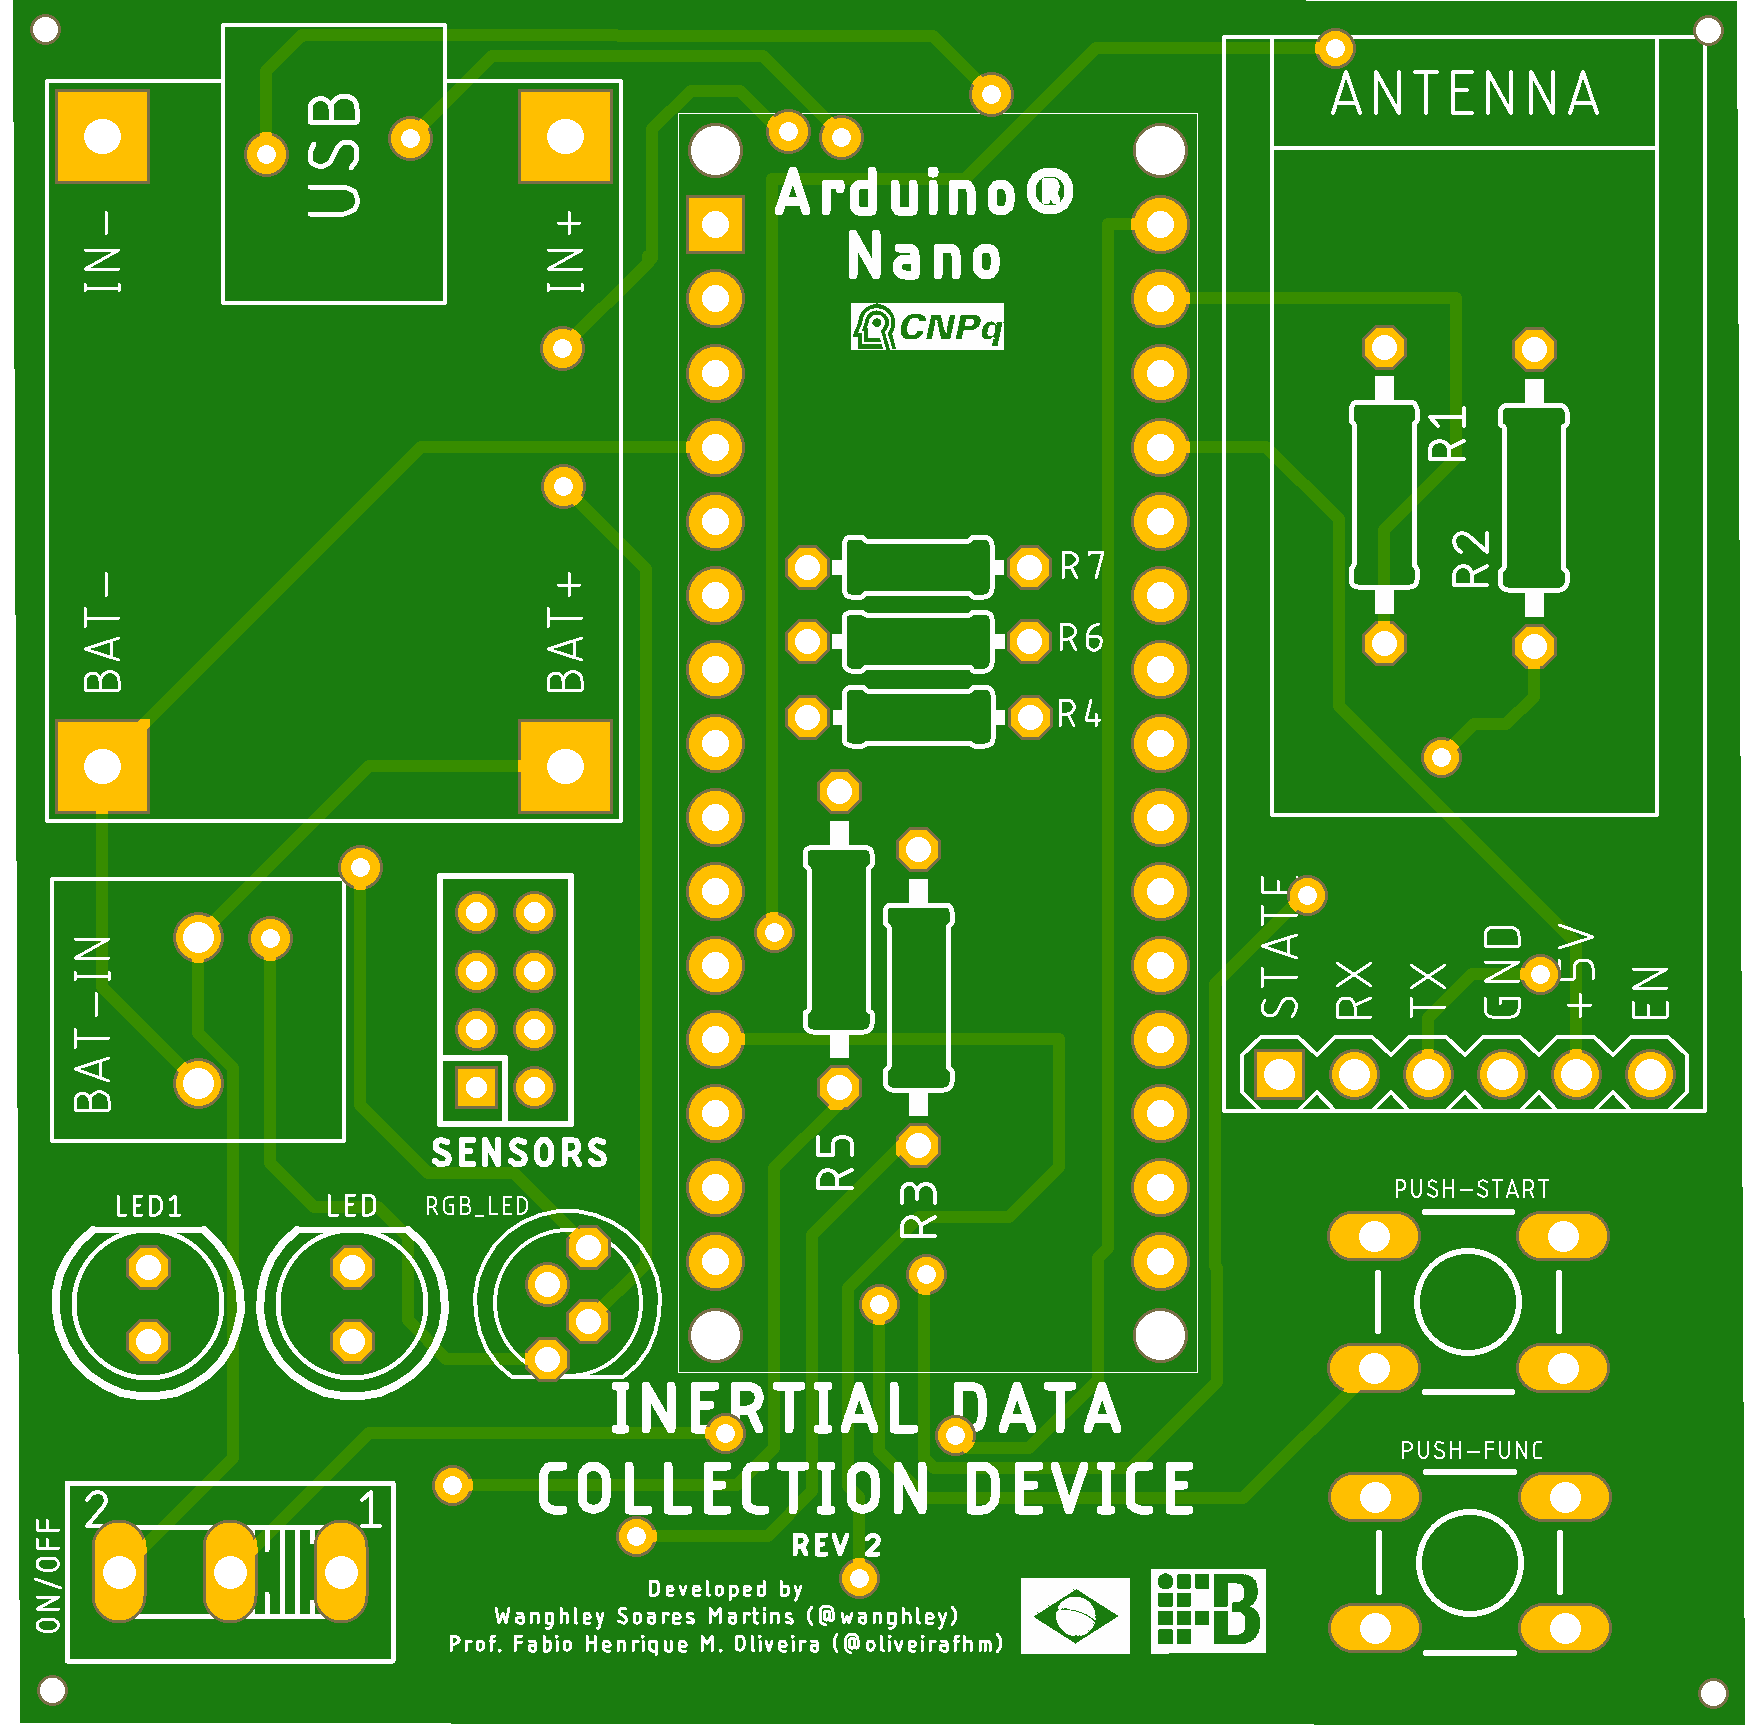 USB
ANTENNA
IN-
IN+
Arduino®
Nano
CNPq
R1
R2
BAT-
BAT+
R7
R6
R4
BAT-IN
SENSORS
R5
R3
STATE
RX
TX
GND
+5V
EN
LED1
LED
RGB_LED
PUSH-START
INERTIAL DATA
COLLECTION DEVICE
REV 2
PUSH-FUNC
ON/OFF
2
1
Developed by
Wanghley Soares Martins (@wanghley)
Prof. Fabio Henrique M. Oliveira (@oliveirafhm)
B